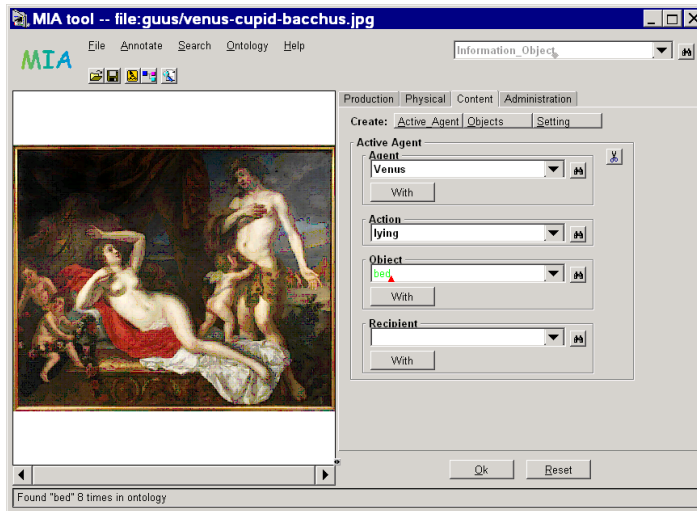 MIA tool -- file:guus/venus-cupid-bacchus.jpg
MIA
File Annotate Search Ontology Help
Information_Object
Production Physical Content Administration
Create: Active_Agent Objects Setting
Active Agent
Agent
Venus
With
Action
lying
Object
bed
With
Recipient
With
Ok Reset
Found "bed" 8 times in ontology